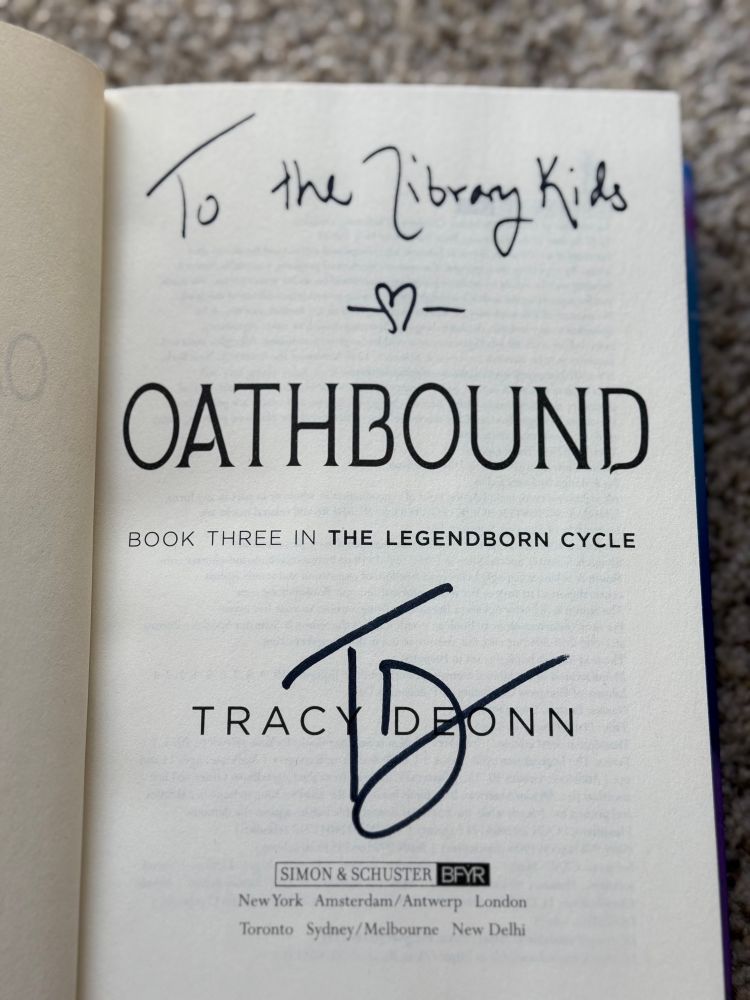 To the Library Kids
OATHBOUND
BOOK THREE IN THE LEGENDBORN CYCLE
TD
TRACY DEONN
SIMON & SCHUSTER BFYR
New York Amsterdam/Antwerp London
Toronto Sydney/Melbourne New Delhi